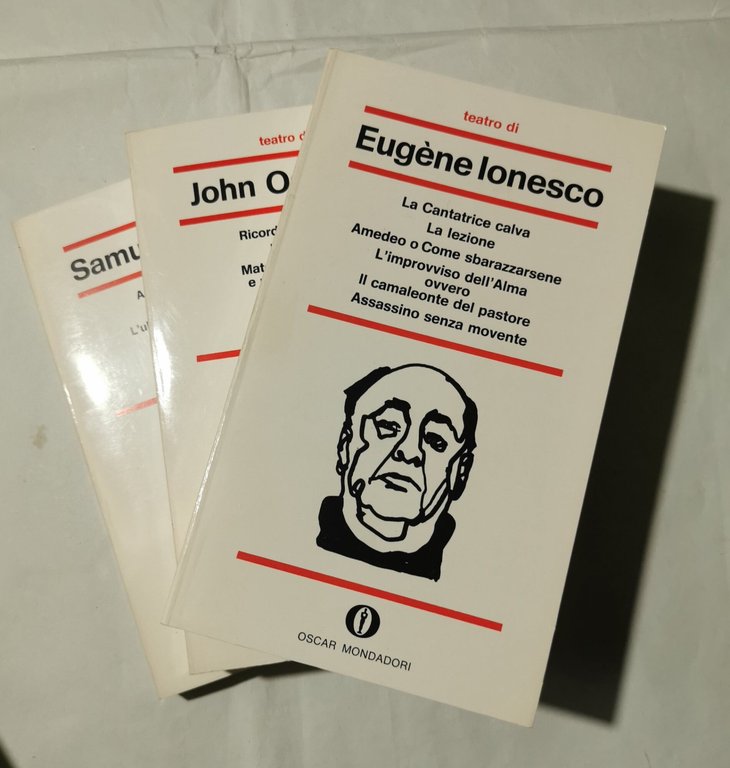 teatro di
Eugène Ionesco
La Cantatrice calva
La lezione
Amedeo o Come sbarazzarsene
L'improvviso dell'Alma
ovvero
Il camaleonte del pastore
Assassino senza movente
OSCAR MONDADORI
teatro d
John O
Ricord
Mat
e
Samu
A
L'ul